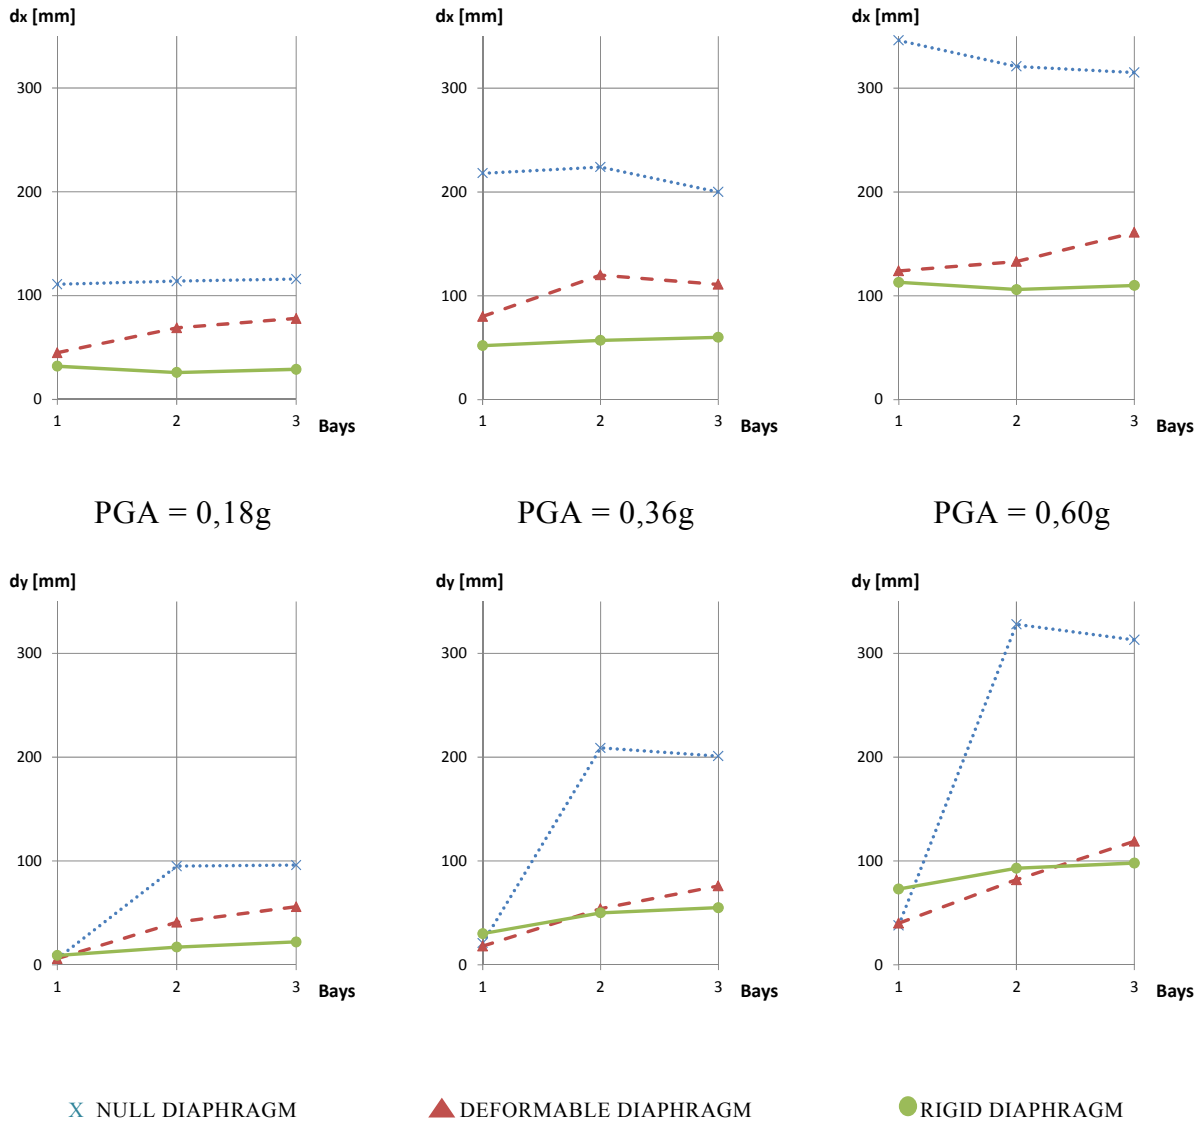 dx [mm] dx [mm] dx [mm]
300 300 300
200 200 200
100 100 100
0 0 0
1 2 3 Bays 1 2 3 Bays 1 2 3 Bays
PGA = 0,18g PGA = 0,36g PGA = 0,60g
dy [mm] dy [mm] dy [mm]
300 300 300
200 200 200
100 100 100
0 0 0
1 2 3 Bays 1 2 3 Bays 1 2 3 Bays
X NULL DIAPHRAGM DEFORMABLE DIAPHRAGM RIGID DIAPHRAGM